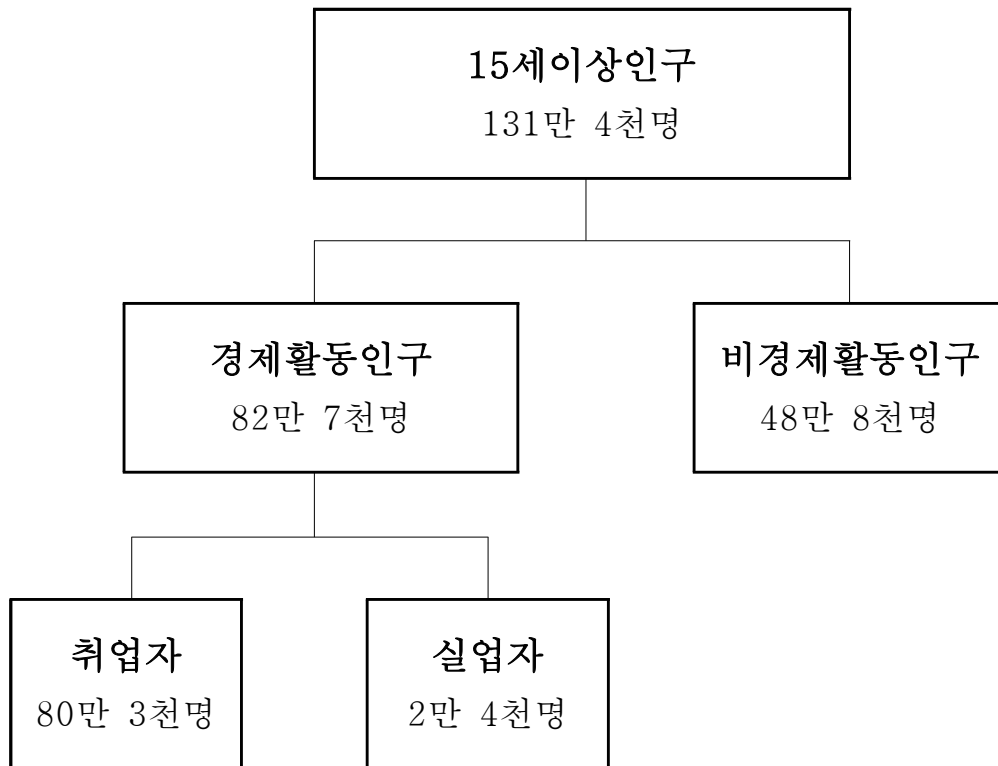 15세이상인구
131만 4천명
경제활동인구
82만 7천명
비경제활동인구
48만 8천명
취업자
80만 3천명
실업자
2만 4천명